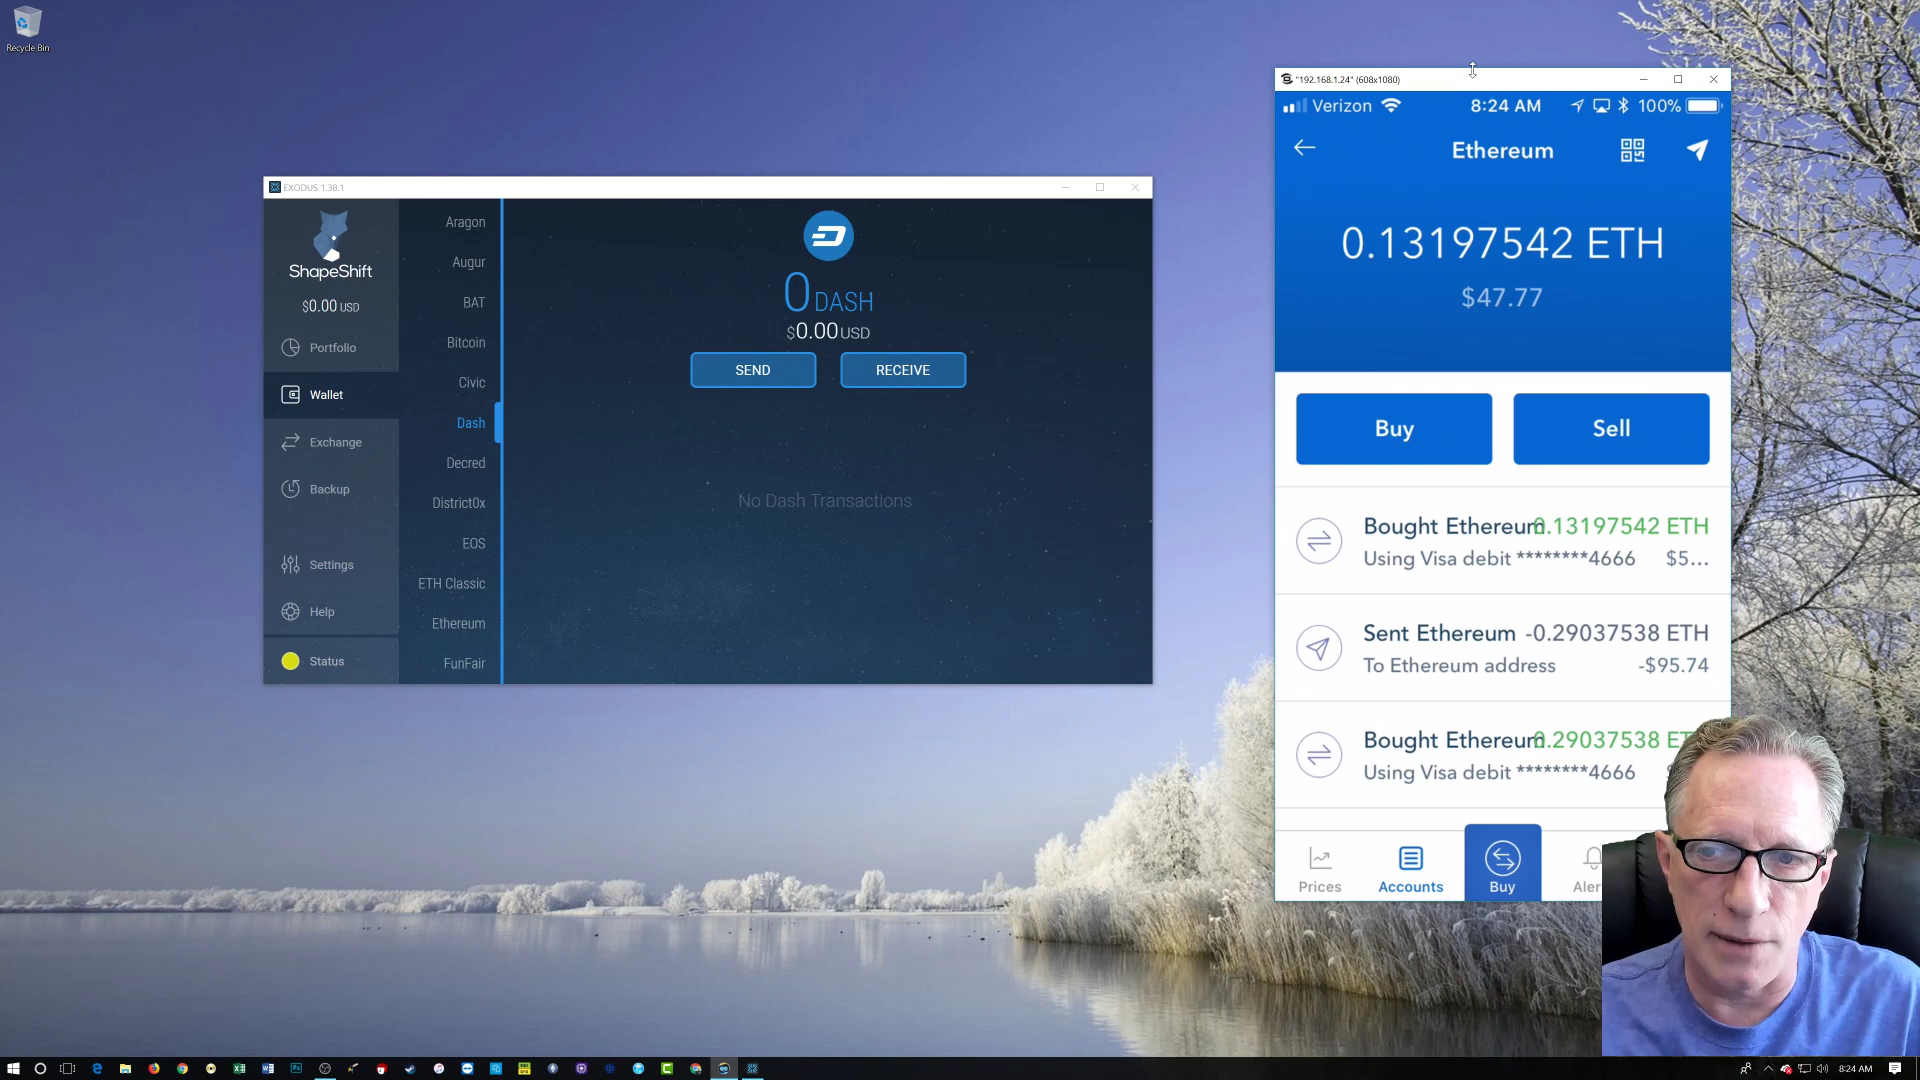 Recycle Bin
EXODUS 1.38.1
ShapeShift
$0.00 USD
Portfolio
Wallet
Exchange
Backup
Settings
Help
Status
Aragon
Augur
BAT
Bitcoin
Civic
Dash
Decred
District0x
EOS
ETH Classic
Ethereum
FunFair
0 DASH
$0.00 USD
SEND RECEIVE
No Dash Transactions
"192.168.1.24" (608x1080)
Verizon 8:24 AM 100%
Ethereum
0.13197542 ETH
$47.77
Buy Sell
Bought Ethereum 0.13197542 ETH
Using Visa debit ********4666 $5...
Sent Ethereum -0.29037538 ETH
To Ethereum address -$95.74
Bought Ethereum 0.29037538 ET
Using Visa debit ********4666
Prices Accounts Buy Aler
8:24 AM